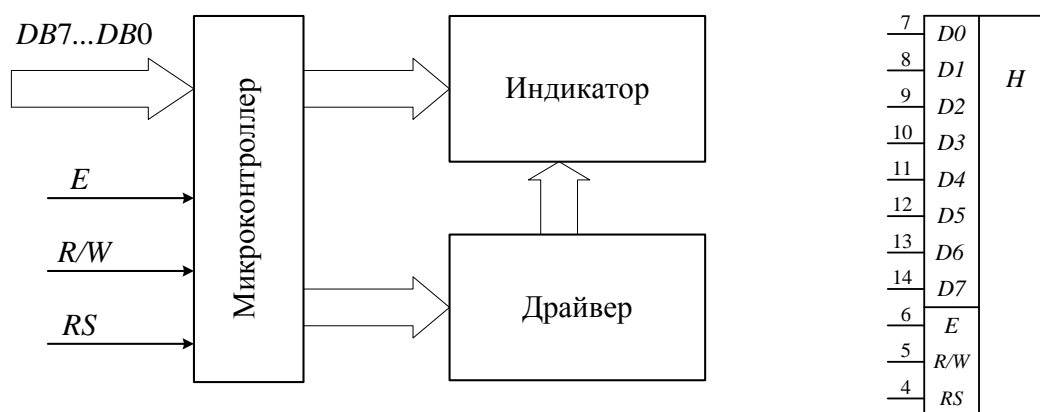 DB7...DB0
E
R/W
RS
Микроконтроллер
Индикатор
Драйвер
7 D0
8 D1
9 D2
10 D3
11 D4
12 D5
13 D6
14 D7
6 E
5 R/W
4 RS
H